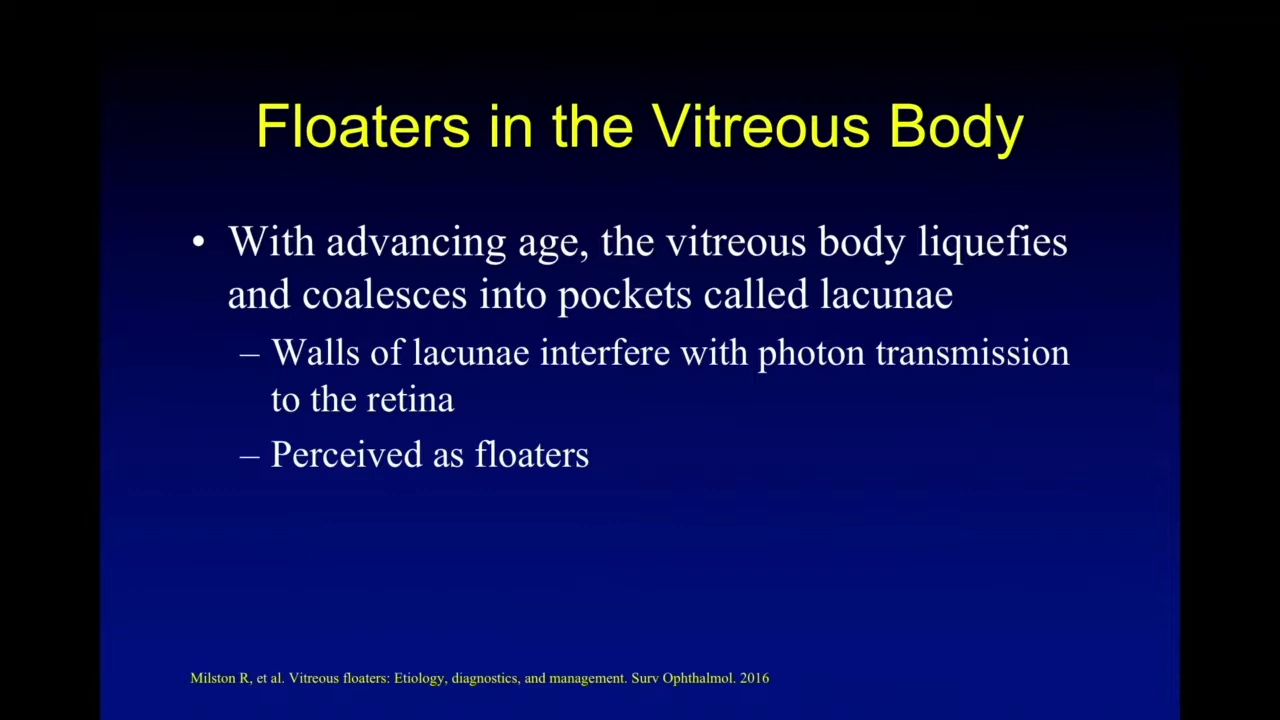 Floaters in the Vitreous Body
• With advancing age, the vitreous body liquefies
and coalesces into pockets called lacunae
– Walls of lacunae interfere with photon transmission
to the retina
– Perceived as floaters
Milston R, et al. Vitreous floaters: Etiology, diagnostics, and management. Surv Ophthalmol. 2016